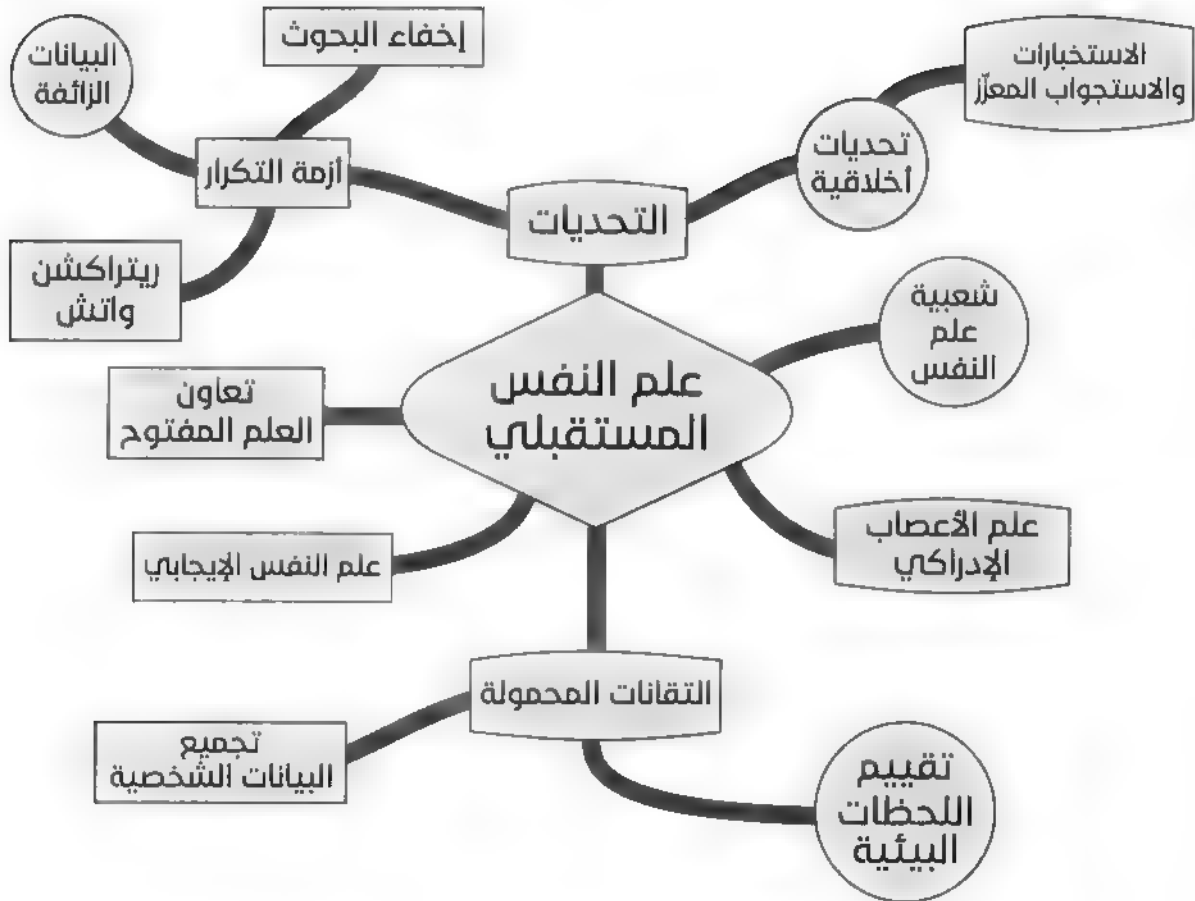 إخفاء البحوث
البيانات
الزائفة
أزمة التكرار
ريتراكشن
واتش
الاستخبارات
والاستجواب المعزّز
تحديات
أخلاقية
التحديات
شعبية
علم
النفس
علم النفس
المستقبلي
تعاون
العلم المفتوح
علم الأعصاب
الإدراكي
علم النفس الإيجابي
التقانات المحمولة
تجميع
البيانات الشخصية
تقييم
اللحظات
البيئية